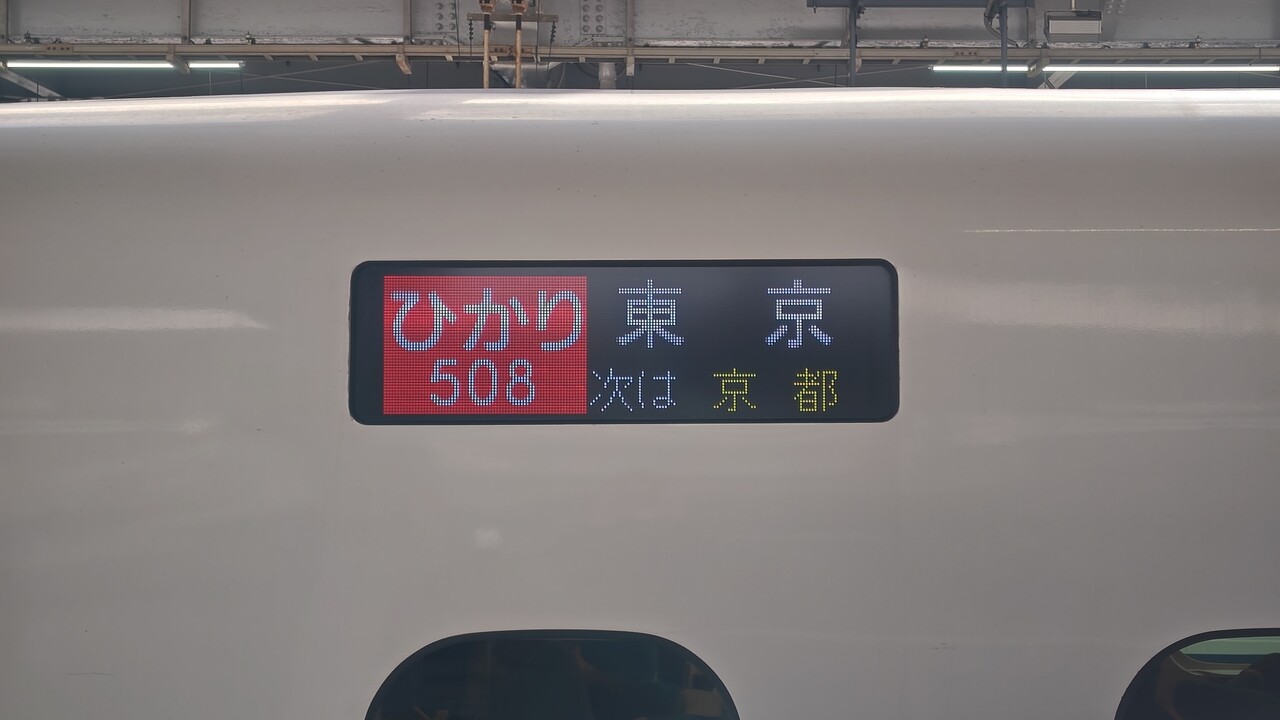 ひかり 東京
508 次は 京都